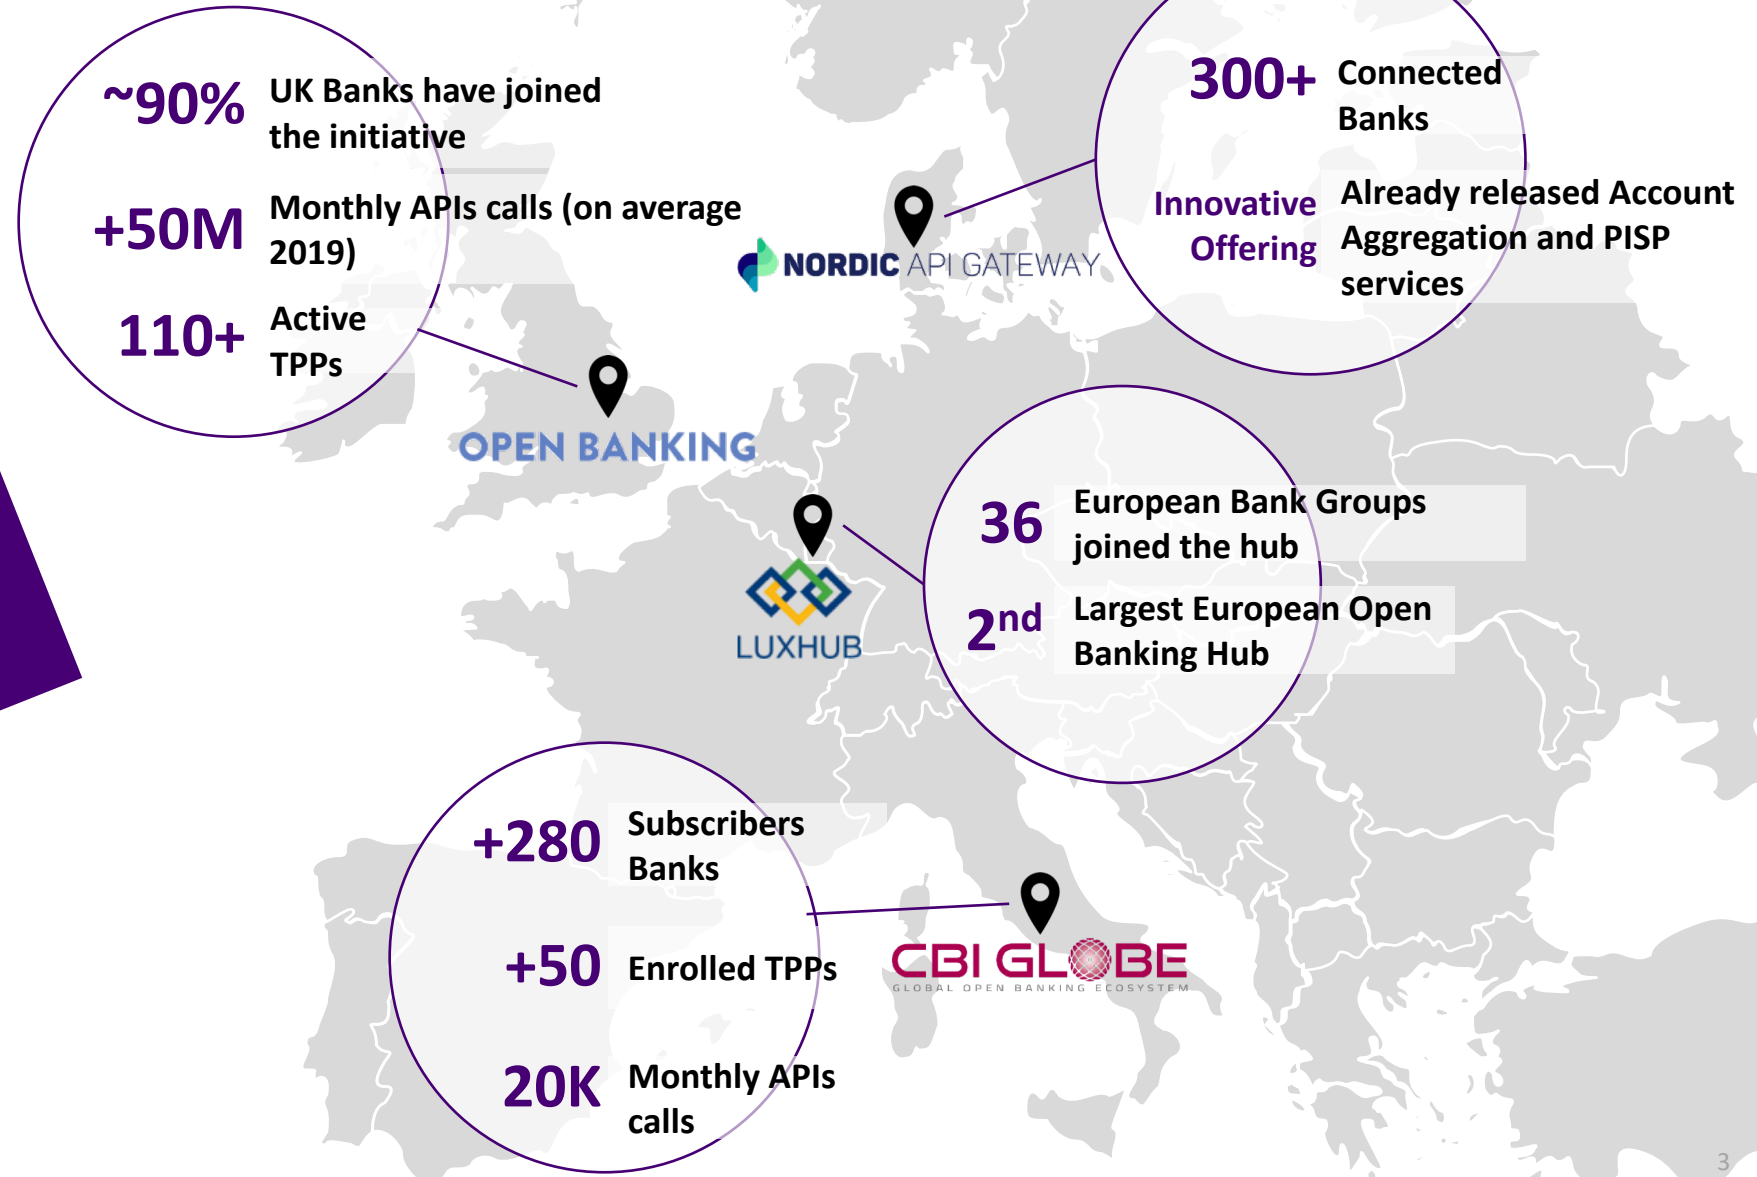 ~90% UK Banks have joined
the initiative
+50M Monthly APIs calls (on average
2019)
110+ Active
TPPs
OPEN BANKING
300+ Connected
Banks
Innovative
Offering
Already released Account
Aggregation and PISP
services
NORDIC API GATEWAY
36 European Bank Groups
joined the hub
2nd Largest European Open
Banking Hub
LUXHUB
+280 Subscribers
Banks
+50 Enrolled TPPs
20K Monthly APIs
calls
CBI GLOBE
GLOBAL OPEN BANKING ECOSYSTEM
3